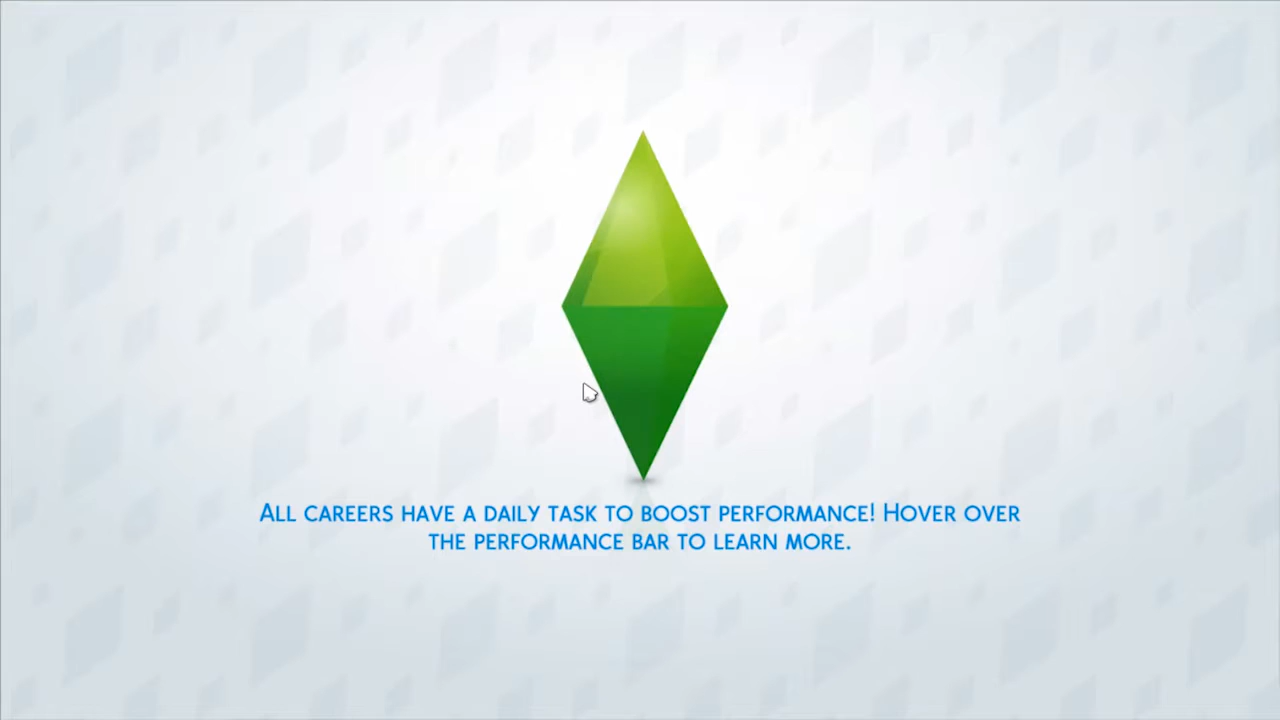 All careers have a daily task to boost performance! Hover over
the performance bar to learn more.